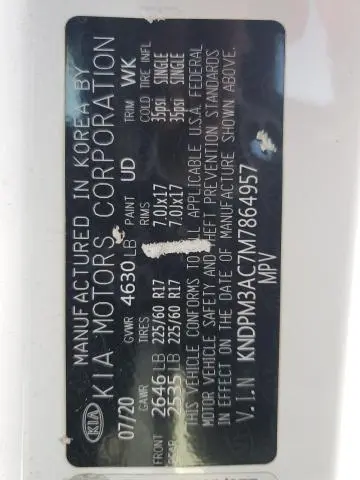 MANUFACTURED IN KOREA BY
KIA KIA MOTORS CORPORATION
07/20 GVWR 4630 LB PAINT UD TRIM WK
GAWR TIRES RIMS COLD TIRE INFL
FRONT 2646 LB 225/60 R17 7.0Jx17 35psi SINGLE
REAR 2535 LB 225/60 R17 7.0Jx17 35psi SINGLE
THIS VEHICLE CONFORMS TO ALL APPLICABLE U.S.A. FEDERAL
MOTOR VEHICLE SAFETY AND THEFT PREVENTION STANDARDS
IN EFFECT ON THE DATE OF MANUFACTURE SHOWN ABOVE.
V.I.N KNDPM3AC7M7864957
MPV